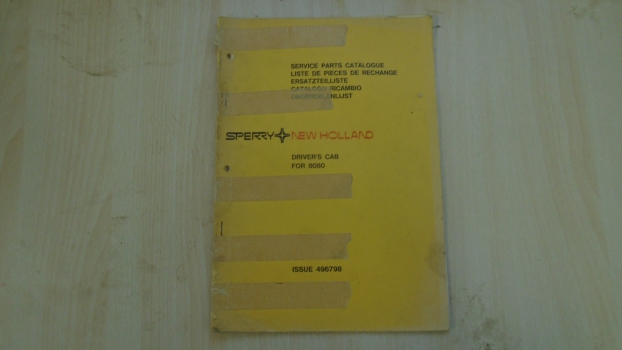 SERVICE PARTS CATALOGUE
LISTE DE PIECES DE RECHANGE
ERSATZTEILLISTE
CATALOGO RICAMBIO
SPERRY NEW HOLLAND
DRIVER'S CAB
FOR 8080
ISSUE 496798